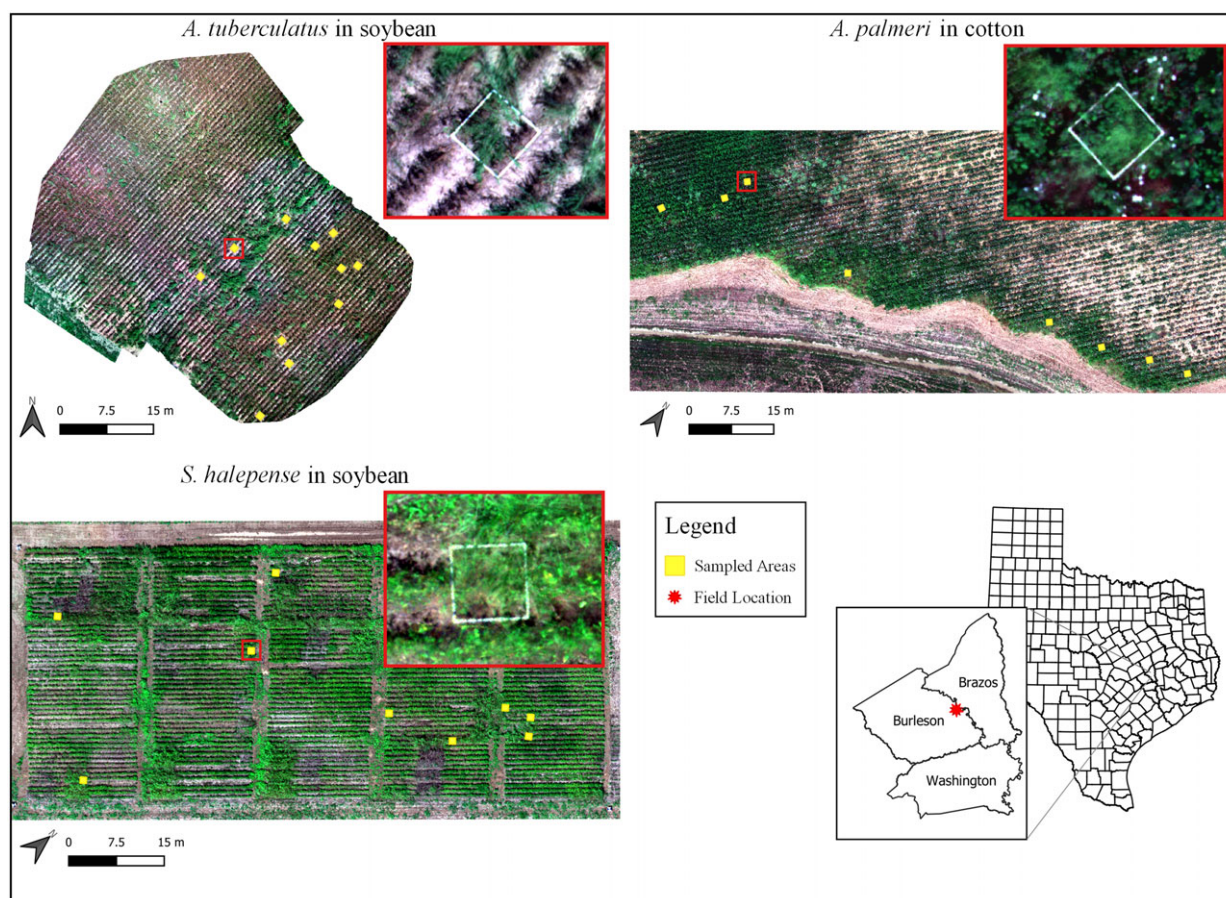 A. tuberculatus in soybean
A. palmeri in cotton
N
0 7.5 15 m
N
0 7.5 15 m
S. halepense in soybean
N
0 7.5 15 m
Legend
Sampled Areas
Field Location
Brazos
Burleson
Washington